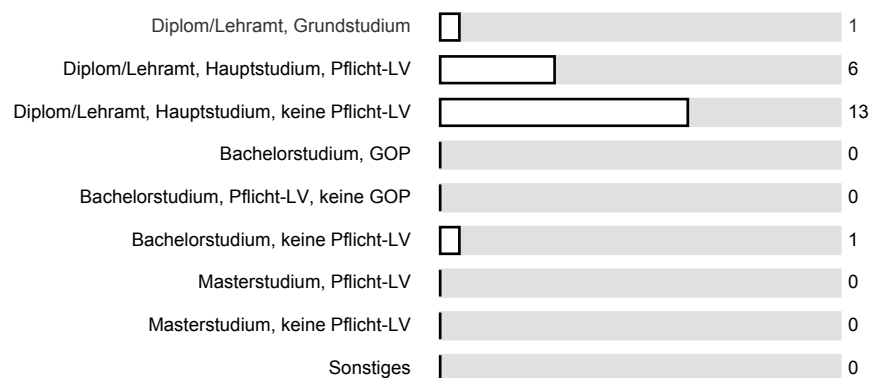 Diplom/Lehramt, Grundstudium 1
Diplom/Lehramt, Hauptstudium, Pflicht-LV 6
Diplom/Lehramt, Hauptstudium, keine Pflicht-LV 13
Bachelorstudium, GOP 0
Bachelorstudium, Pflicht-LV, keine GOP 0
Bachelorstudium, keine Pflicht-LV 1
Masterstudium, Pflicht-LV 0
Masterstudium, keine Pflicht-LV 0
Sonstiges 0